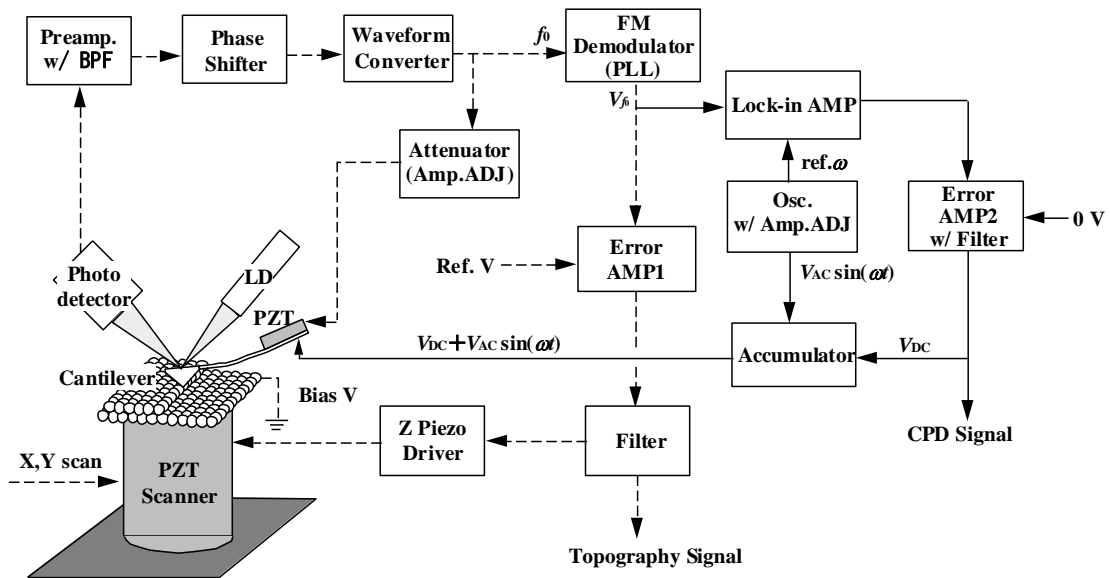 Preamp.
w/ BPF
Phase
Shifter
Waveform
Converter
f0
FM
Demodulator
(PLL)
Vf0
Lock-in AMP
Attenuator
(Amp.ADJ)
ref.ω
Osc.
w/ Amp.ADJ
Error
AMP2
w/ Filter
0 V
Photo
detector
LD
PZT
Ref. V
Error
AMP1
VAC sin(ωt)
VDC+VAC sin(ωt)
Accumulator
VDC
Cantilever
Bias V
CPD Signal
X,Y scan
PZT
Scanner
Z Piezo
Driver
Filter
Topography Signal